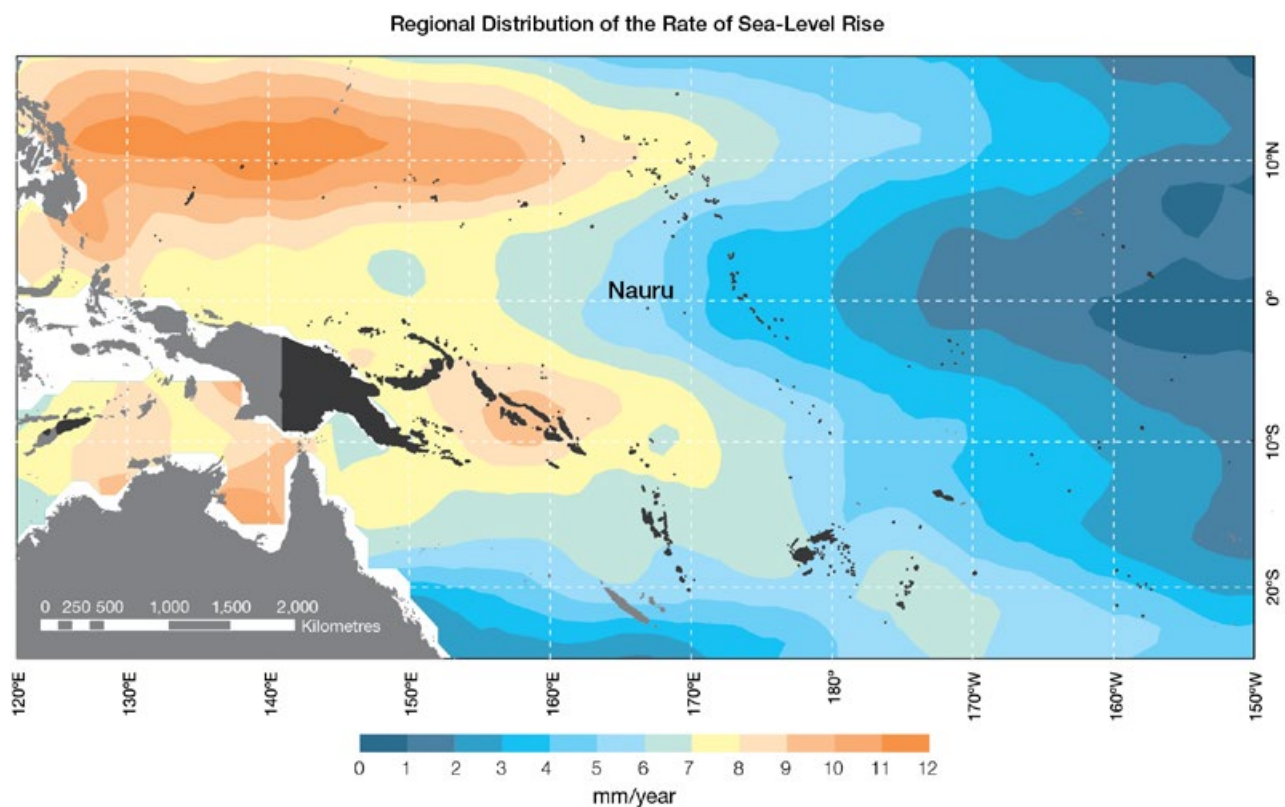 Regional Distribution of the Rate of Sea-Level Rise
Nauru
10°N
0°
10°S
20°S
0 250 500 1,000 1,500 2,000
Kilometres
120°E 130°E 140°E 150°E 160°E 170°E 180° 170°W 160°W 150°W
0 1 2 3 4 5 6 7 8 9 10 11 12
mm/year